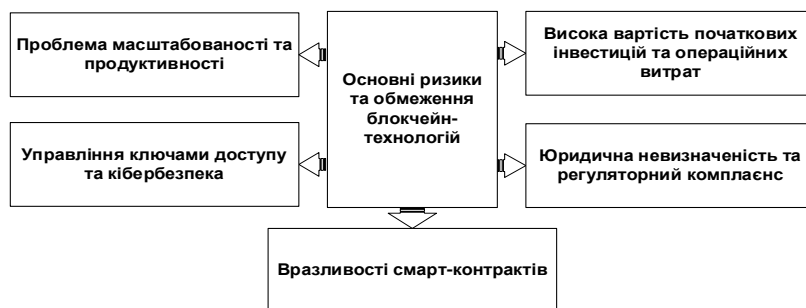 Проблема масштабованості та
продуктивності
Управління ключами доступу
та кібербезпека
Основні ризики
та обмеження
блокчейн-
технологій
Висока вартість початкових
інвестицій та операційних
витрат
Юридична невизначеність та
регуляторний комплаєнс
Вразливості смарт-контрактів